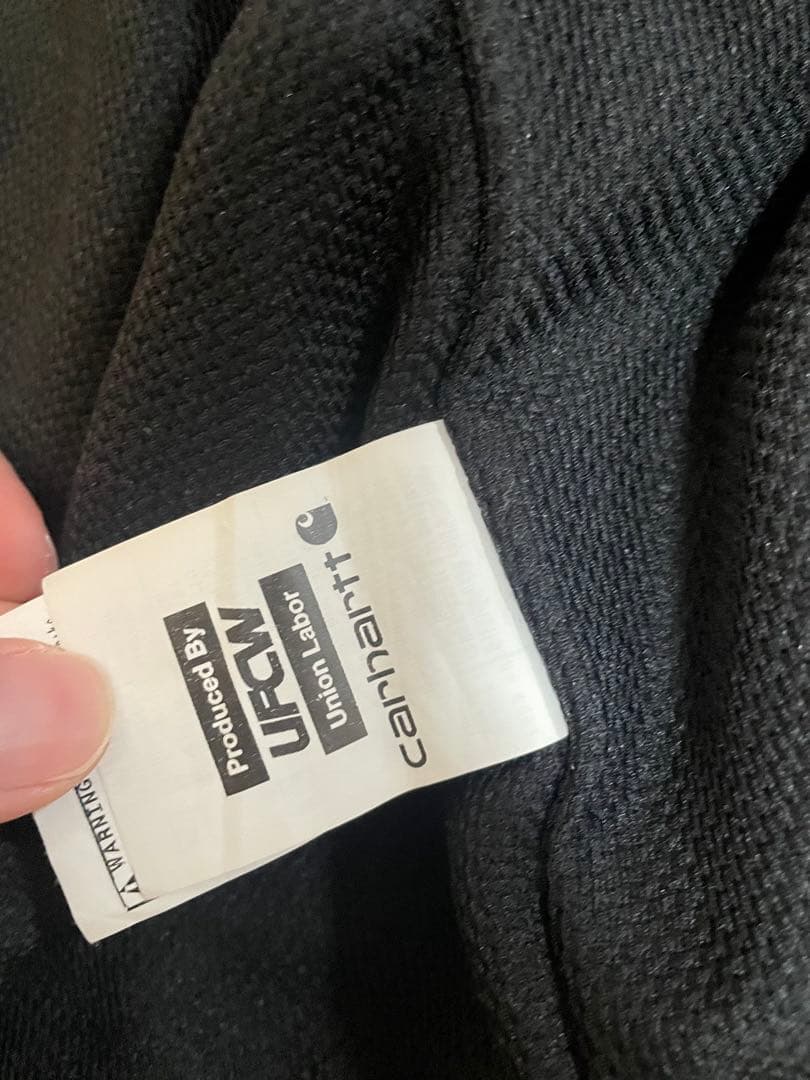 Produced By
UFCW
Union Labor
carhartt
WARNING